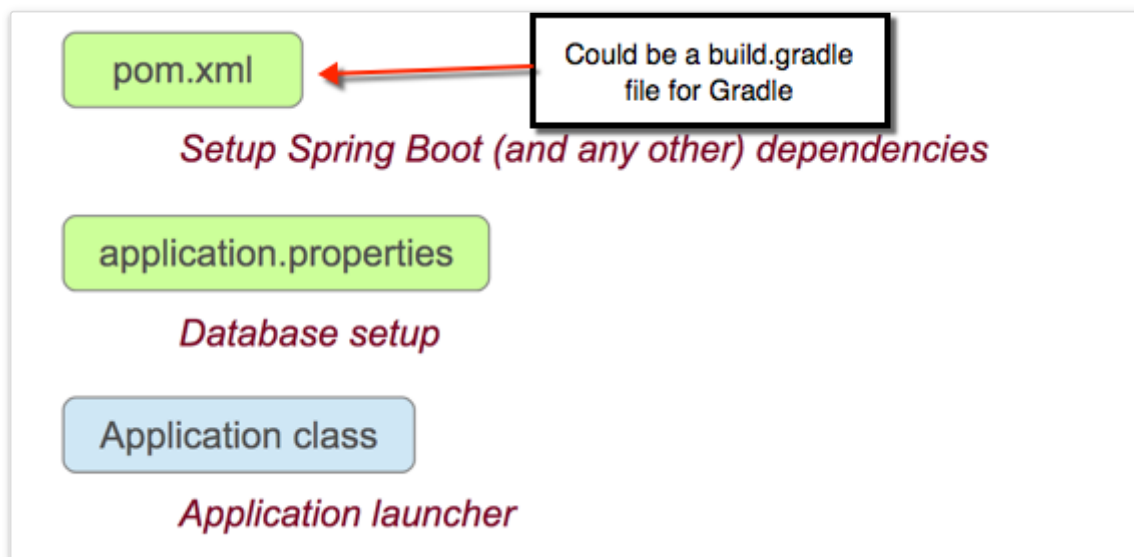 pom.xml
Could be a build.gradle
file for Gradle
Setup Spring Boot (and any other) dependencies
application.properties
Database setup
Application class
Application launcher